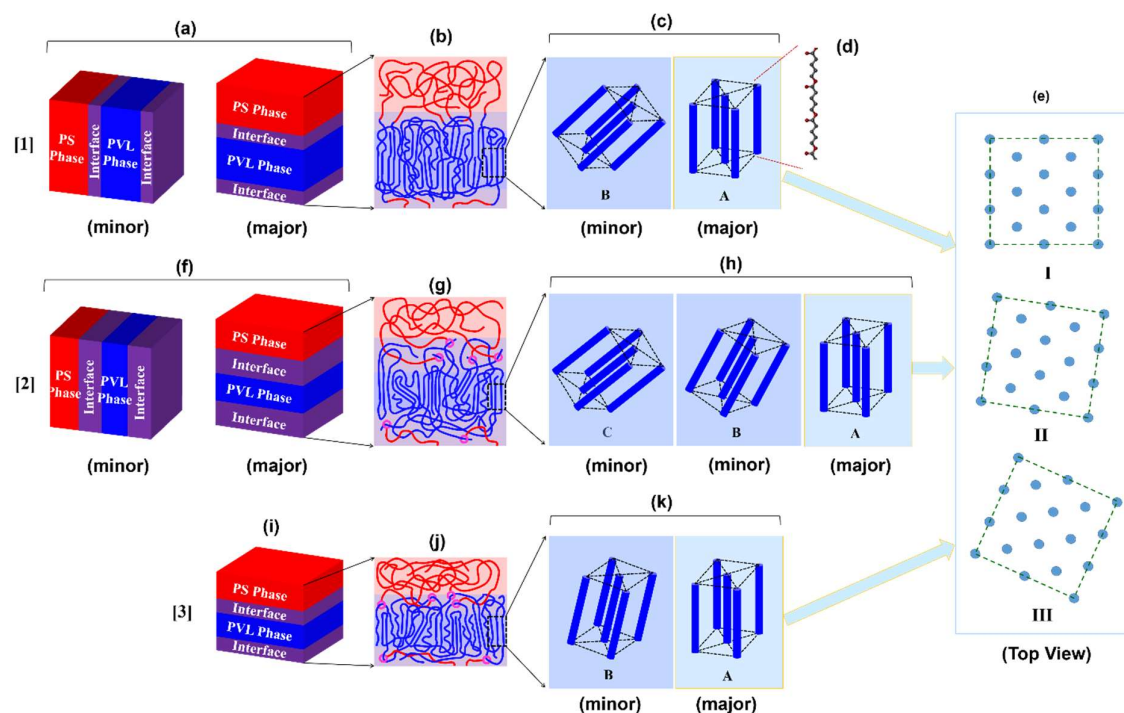 (a)
(b)
(c)
(d)
(e)
[1]
PS
Phase
Interface
PVL
Phase
Interface
PS Phase
Interface
PVL Phase
Interface
B
A
(minor)
(major)
(minor)
(major)
I
(f)
(g)
(h)
[2]
PS
Phase
Interface
PVL
Phase
Interface
PS Phase
Interface
PVL Phase
Interface
C
B
A
(minor)
(major)
(minor)
(minor)
(major)
II
(i)
(j)
(k)
[3]
PS Phase
Interface
PVL Phase
Interface
B
A
(minor)
(major)
III
(Top View)